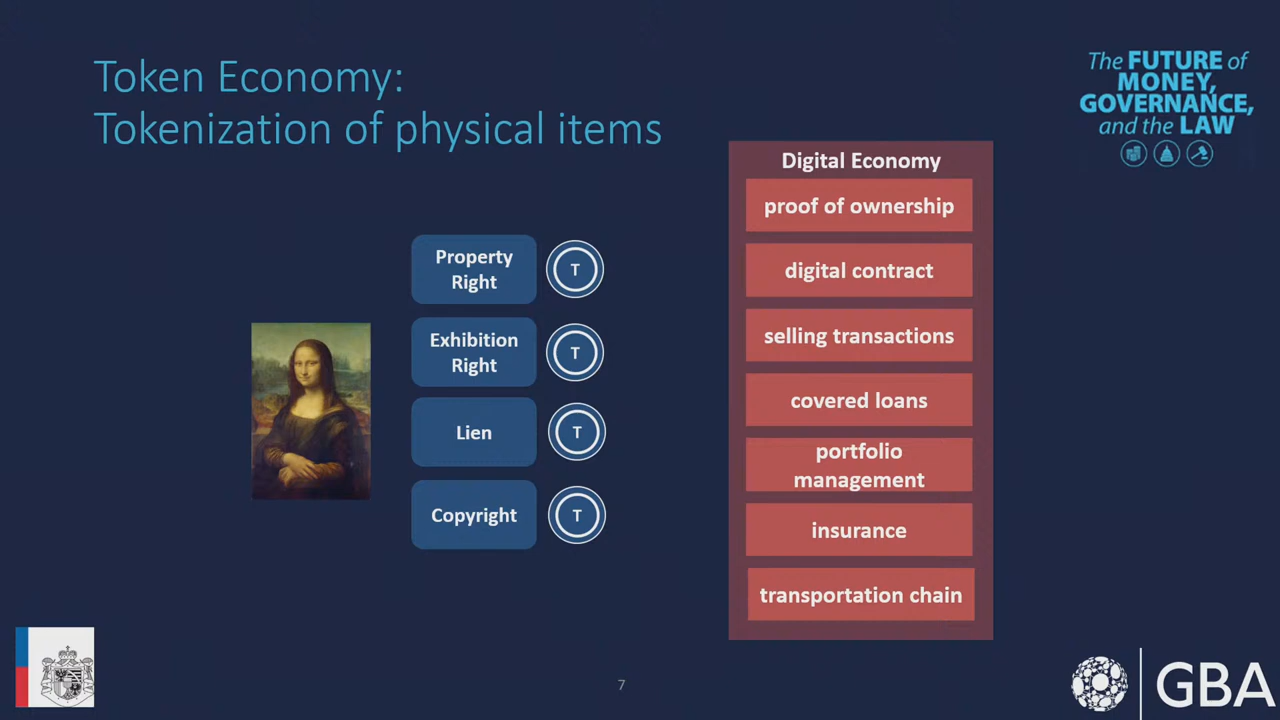 Token Economy:
Tokenization of physical items
The FUTURE of
MONEY,
GOVERNANCE,
and the LAW
Digital Economy
proof of ownership
digital contract
selling transactions
covered loans
portfolio
management
insurance
transportation chain
Property
Right
T
Exhibition
Right
T
Lien
T
Copyright
T
7
GBA